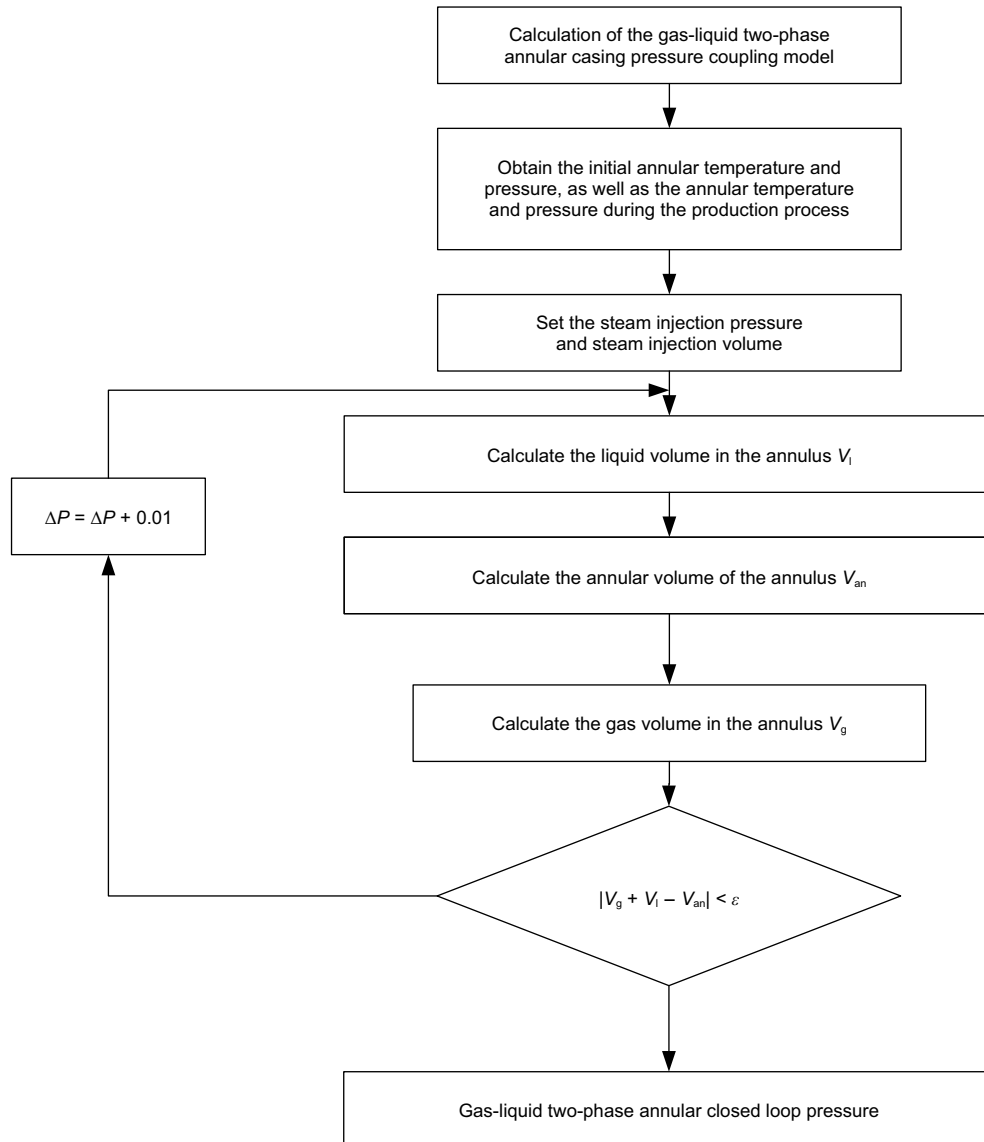 Calculation of the gas-liquid two-phase
annular casing pressure coupling model
Obtain the initial annular temperature and
pressure, as well as the annular temperature
and pressure during the production process
Set the steam injection pressure
and steam injection volume
Calculate the liquid volume in the annulus Vl
ΔP = ΔP + 0.01
Calculate the annular volume of the annulus Van
Calculate the gas volume in the annulus Vg
|Vg + Vl – Van| < ε
Gas-liquid two-phase annular closed loop pressure